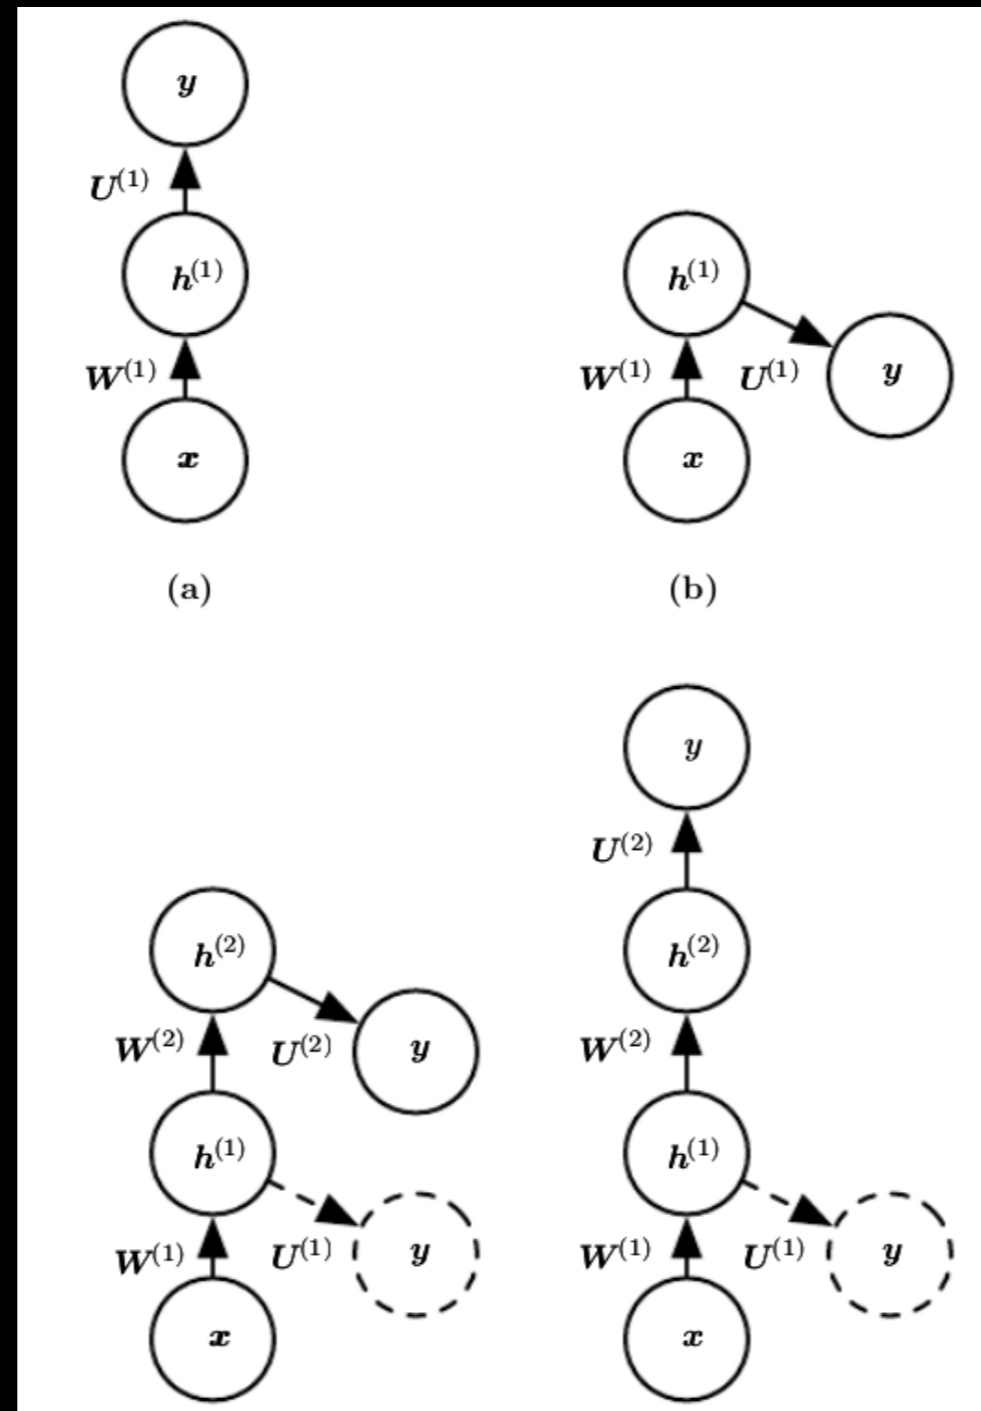 y
U^(1)
h^(1)
W^(1)
x
(a)
h^(1)
W^(1)
U^(1)
y
x
(b)
h^(2)
W^(2)
U^(2)
y
h^(1)
W^(1)
U^(1)
y
x
y
U^(2)
h^(2)
W^(2)
h^(1)
W^(1)
U^(1)
y
x